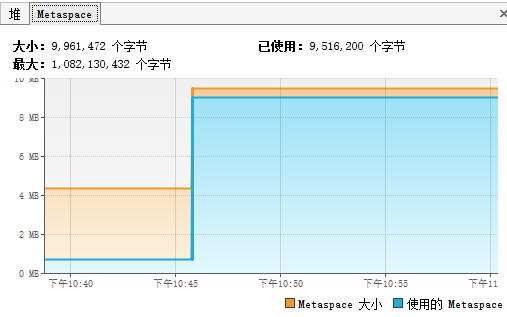 堆 Metaspace ×
大小: 9,961,472 个字节 已使用: 9,516,200 个字节
最大: 1,082,130,432 个字节
10 MB
8 MB
6 MB
4 MB
2 MB
0 MB
下午10:40 下午10:45 下午10:50 下午10:55 下午11
Metaspace 大小 使用的 Metaspace